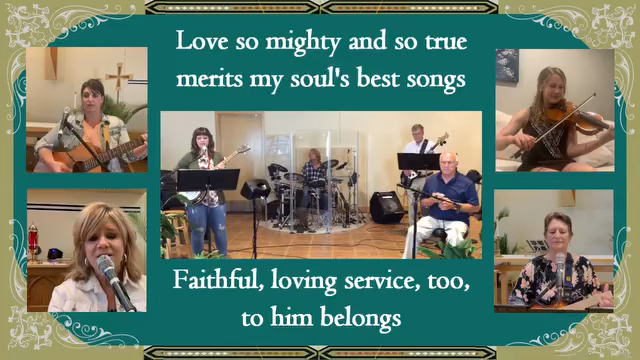 Love so mighty and so true
merits my soul's best songs
Faithful, loving service, too,
to him belongs